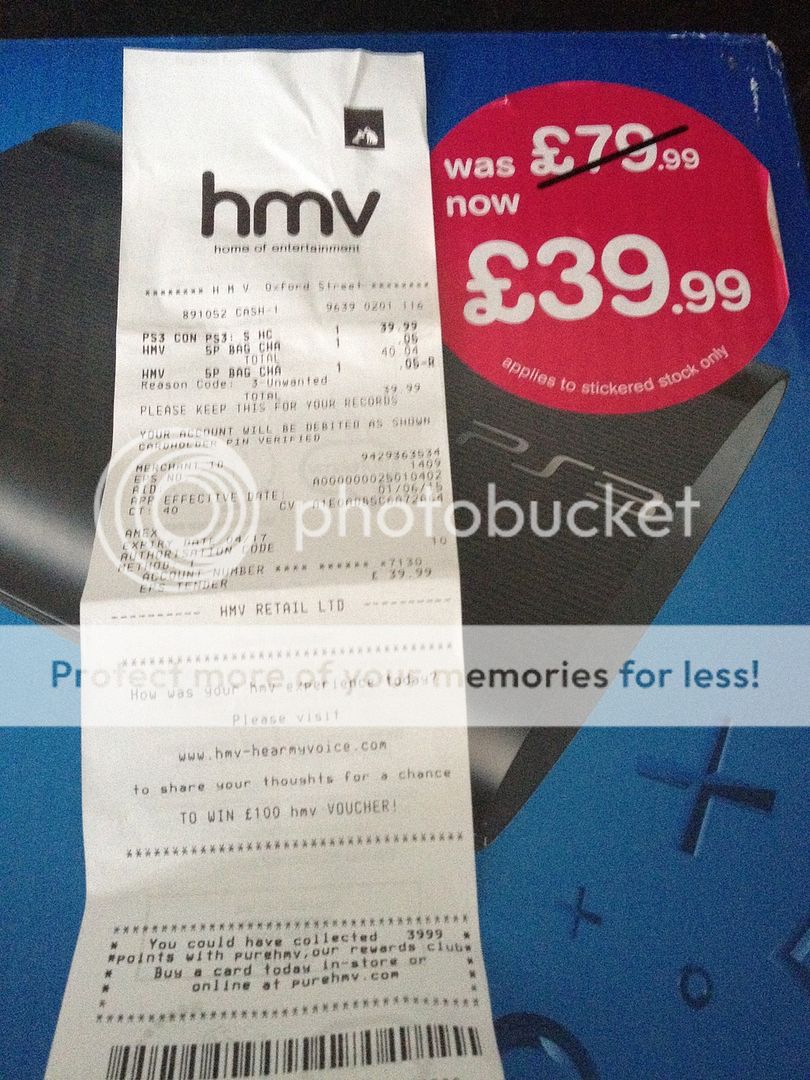 hmv
home of entertainment
******** H M V Oxford Street ********
891052 CASH-1 9639 0201 116
PS3 CON PS3: S HC 1 39.99
HMV 5P BAG CHA 1 .05
TOTAL 40.04
HMV 5P BAG CHA 1 .05-R
Reason Code: 3-Unwanted
TOTAL 39.99
PLEASE KEEP THIS FOR YOUR RECORDS
YOUR ACCOUNT WILL BE DEBITED AS SHOWN
CARDHOLDER PIN VERIFIED
MERCHANT ID 9429363534
EPS NO 1409
AID A000000025010402
APP EFFECTIVE DATE: 01/06/15
CT: 40 CV
AMEX
EXPIRY DATE 04/17
AUTHORISATION CODE 10
METHOD: 1
ACCOUNT NUMBER **** ****** *7130
EFS TENDER £ 39.99
---------- HMV RETAIL LTD ----------
How was your hmv experience today?
Please visit
www.hmv-hearmyvoice.com
to share your thoughts for a chance
TO WIN £100 hmv VOUCHER!
You could have collected 3999
points with purehmv,our rewards club
Buy a card today in-store or
online at purehmv.com
was £79.99
now
£39.99
applies to stickered stock only
PS3
photobucket
Protect more of your memories for less!